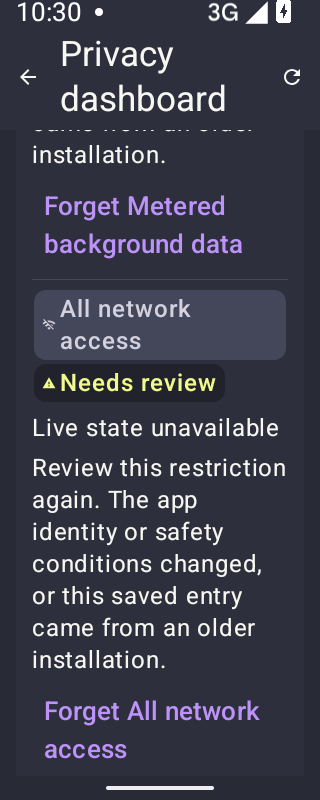 10:30
3G
Privacy
dashboard
installation.
Forget Metered
background data
All network
access
Needs review
Live state unavailable
Review this restriction
again. The app
identity or safety
conditions changed,
or this saved entry
came from an older
installation.
Forget All network
access